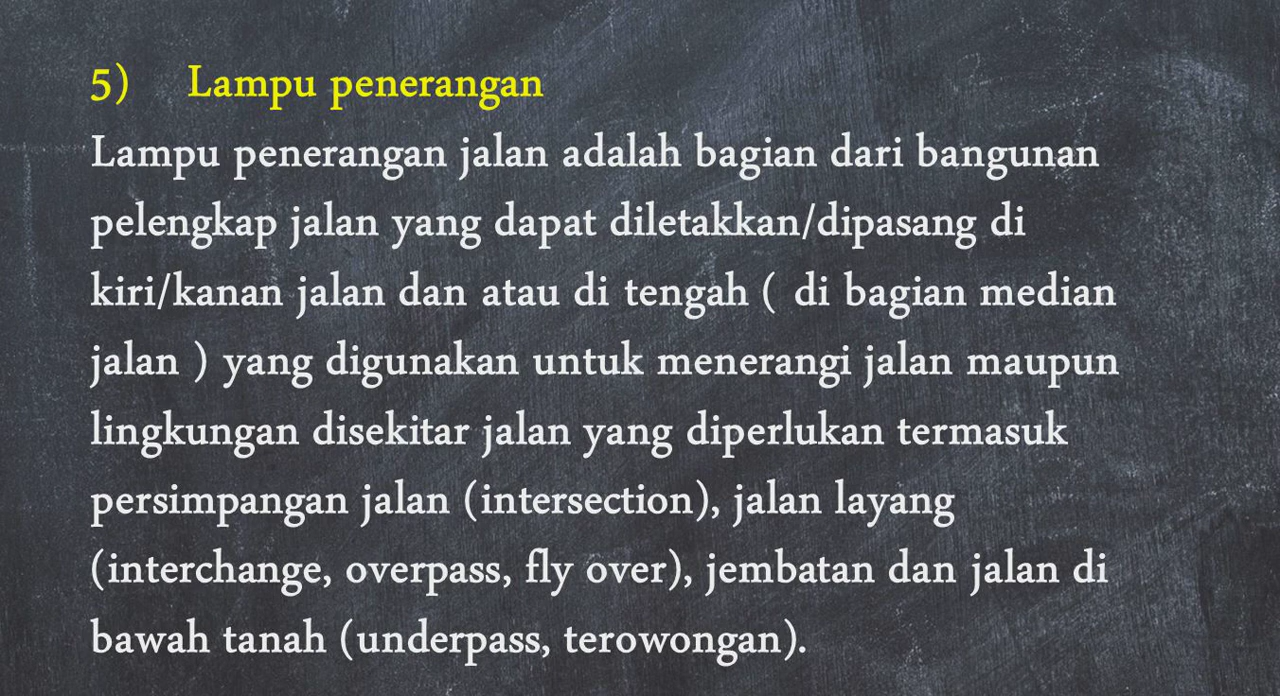 5) Lampu penerangan
Lampu penerangan jalan adalah bagian dari bangunan
pelengkap jalan yang dapat diletakkan/dipasang di
kiri/kanan jalan dan atau di tengah ( di bagian median
jalan ) yang digunakan untuk menerangi jalan maupun
lingkungan disekitar jalan yang diperlukan termasuk
persimpangan jalan (intersection), jalan layang
(interchange, overpass, fly over), jembatan dan jalan di
bawah tanah (underpass, terowongan).